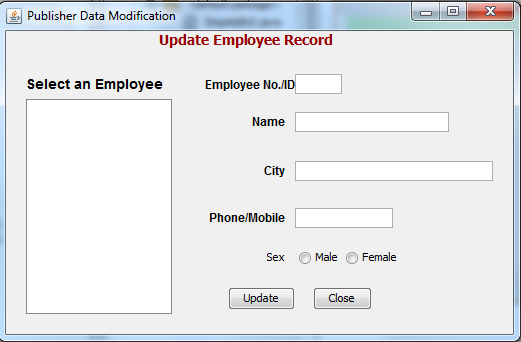 Publisher Data Modification
Update Employee Record
Select an Employee
Employee No./ID
Name
City
Phone/Mobile
Sex Male Female
Update Close